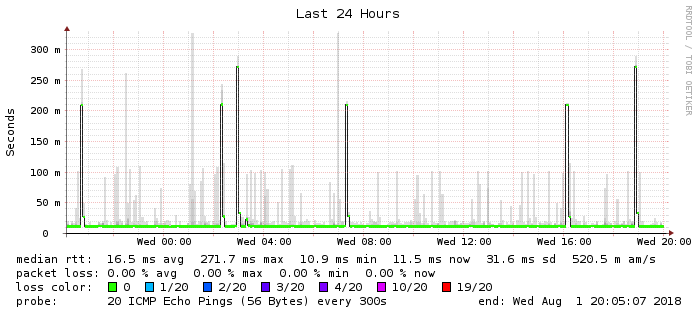 Last 24 Hours
RRDTOOL / TOBI OETIKER
Seconds
300 m
250 m
200 m
150 m
100 m
50 m
0
Wed 00:00 Wed 04:00 Wed 08:00 Wed 12:00 Wed 16:00 Wed 20:00
median rtt: 16.5 ms avg 271.7 ms max 10.9 ms min 11.5 ms now 31.6 ms sd 520.5 m am/s
packet loss: 0.00 % avg 0.00 % max 0.00 % min 0.00 % now
loss color: 0 1/20 2/20 3/20 4/20 10/20 19/20
probe: 20 ICMP Echo Pings (56 Bytes) every 300s end: Wed Aug 1 20:05:07 2018